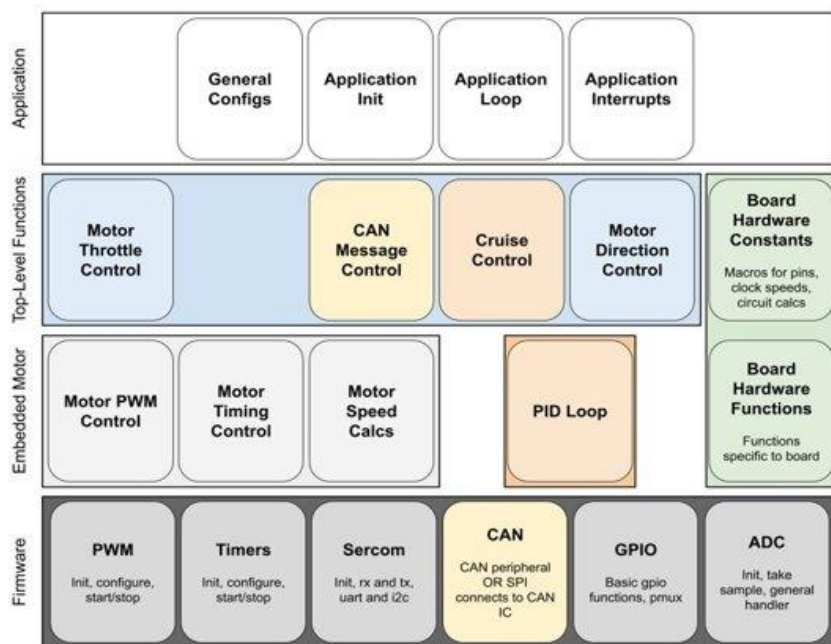 Application
General
Configs
Application
Init
Application
Loop
Application
Interrupts
Top-Level Functions
Motor
Throttle
Control
CAN
Message
Control
Cruise
Control
Motor
Direction
Control
Board
Hardware
Constants
Macros for pins,
clock speeds,
circuit calcs
Embedded Motor
Motor PWM
Control
Motor
Timing
Control
Motor
Speed
Calcs
PID Loop
Board
Hardware
Functions
Functions
specific to board
Firmware
PWM
Init, configure,
start/stop
Timers
Init, configure,
start/stop
Sercom
Init, rx and tx,
uart and i2c
CAN
CAN peripheral
OR SPI
connects to CAN
IC
GPIO
Basic gpio
functions, pmux
ADC
Init, take
sample, general
handler